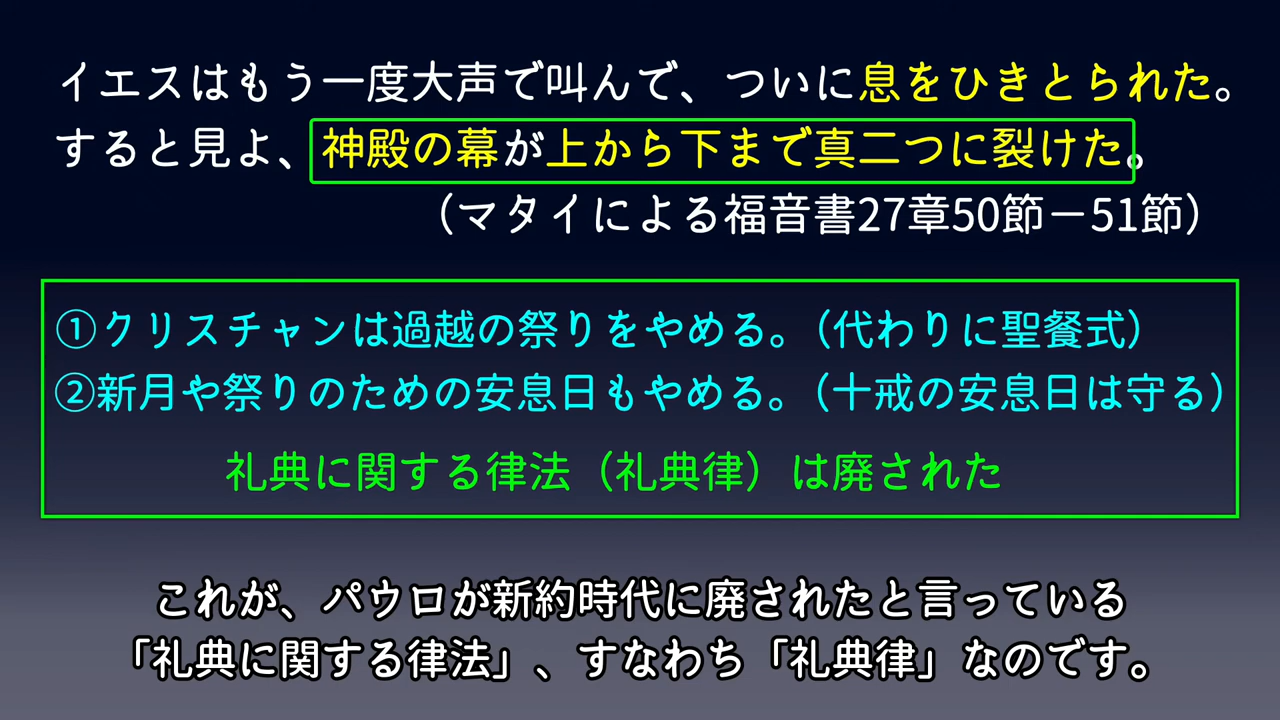 イエスはもう一度大声で叫んで、ついに息をひきとられた。
すると見よ、神殿の幕が上から下まで真二つに裂けた。
（マタイによる福音書27章50節－51節）
①クリスチャンは過越の祭りをやめる。（代わりに聖餐式）
②新月や祭りのための安息日もやめる。（十戒の安息日は守る）
礼典に関する律法（礼典律）は廃された
これが、パウロが新約時代に廃されたと言っている
「礼典に関する律法」、すなわち「礼典律」なのです。